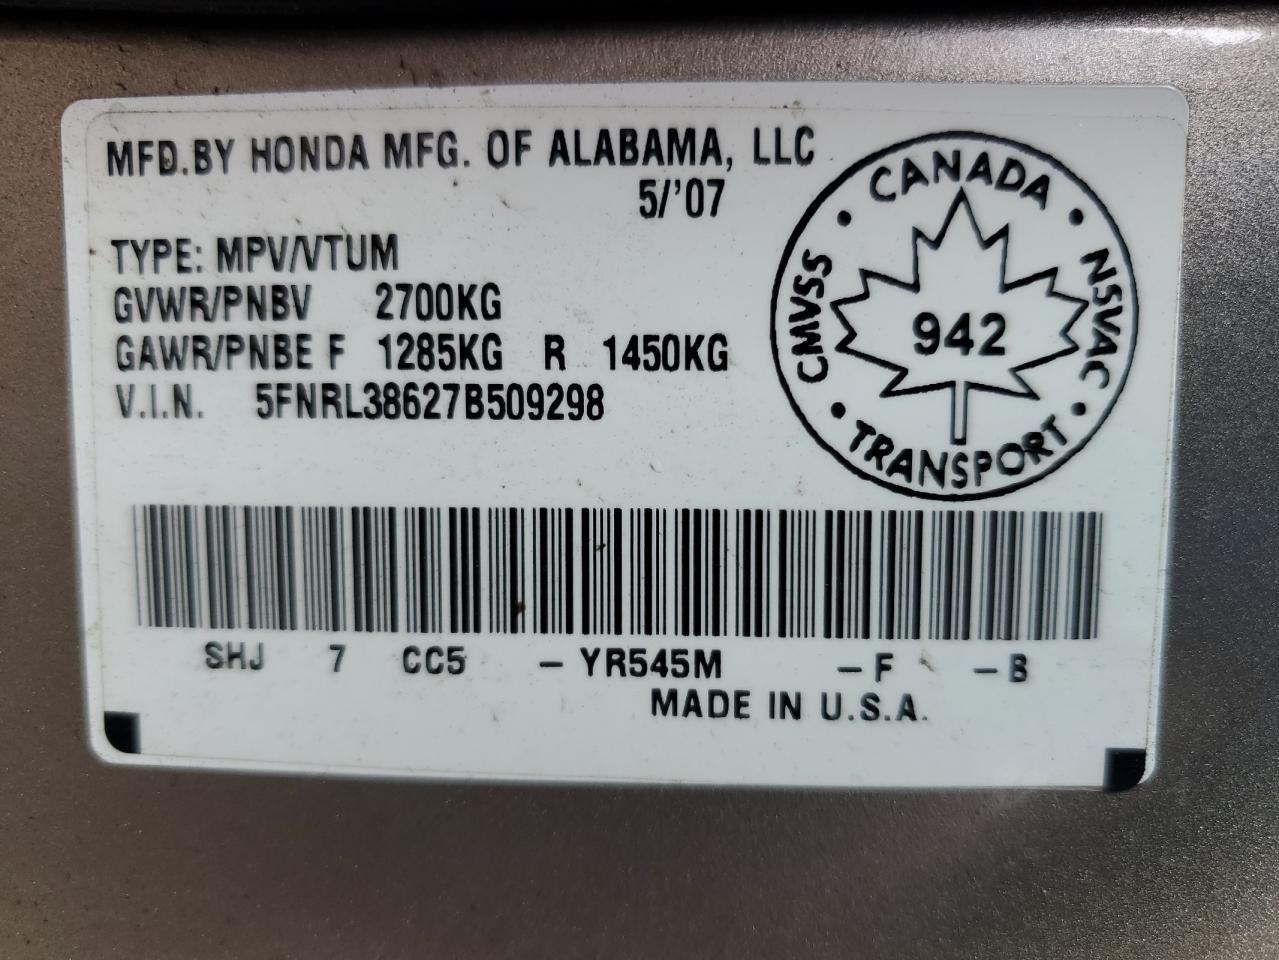 MFD.BY HONDA MFG. OF ALABAMA, LLC
5/'07
TYPE: MPV/VTUM
GVWR/PNBV 2700KG
GAWR/PNBE F 1285KG R 1450KG
V.I.N. 5FNRL38627B509298
CANADA
CMVSS
942
NSVAC
TRANSPORT
SHJ 7 CC5 - YR545M - F - B
MADE IN U.S.A.